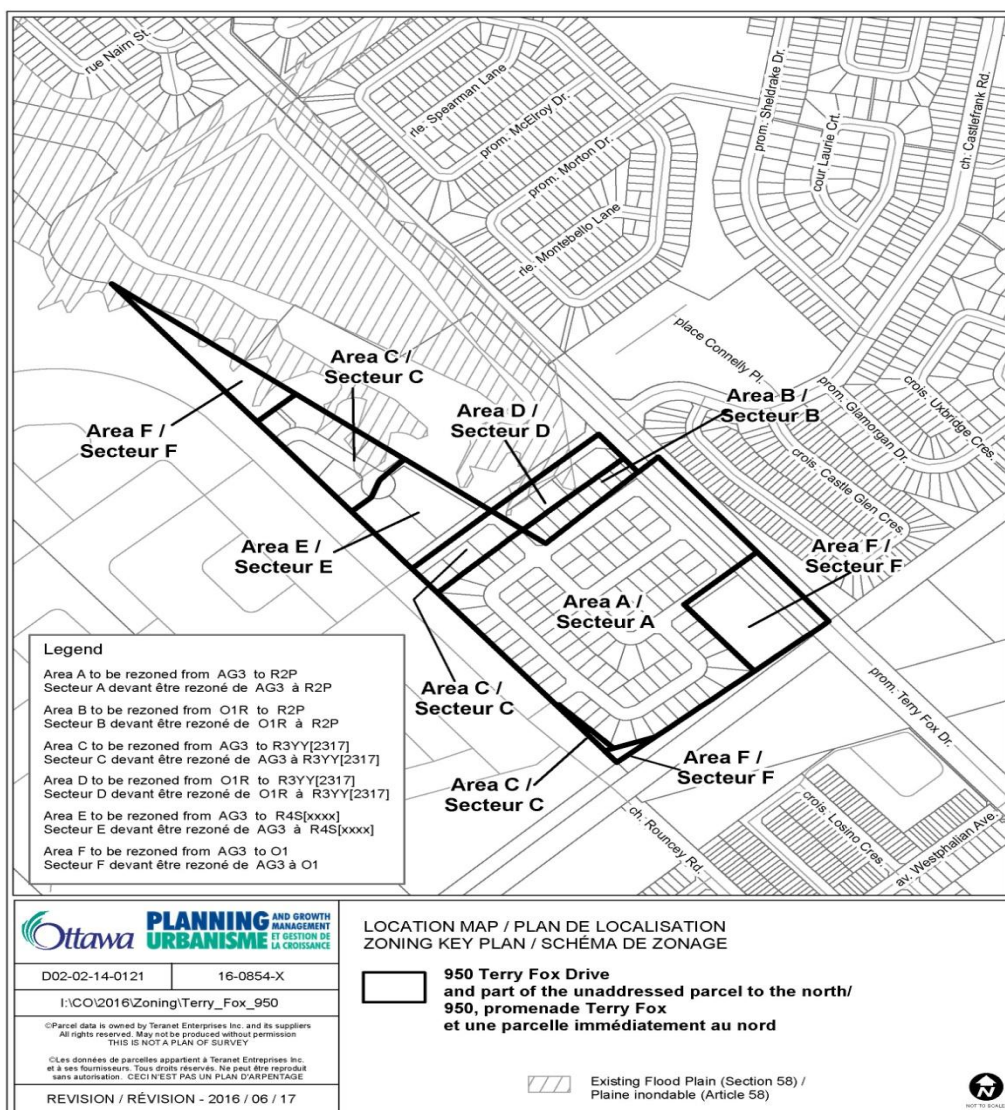 rue Nairn St.
rle. Spearman Lane
prom. McElroy Dr.
prom. Morton Dr.
rle. Montebello Lane
prom. Sheldrake Dr.
cour Laurie Crt.
ch. Castlefrank Rd.
place Connelly Pl.
prom. Glamorgan Dr.
crois. Uxbridge Cres.
crois. Castle Glen Cres.
Area C /
Secteur C
Area B /
Secteur B
Area D /
Secteur D
Area F /
Secteur F
Area E /
Secteur E
Area F /
Secteur F
Area A /
Secteur A
Area C /
Secteur C
Area F /
Secteur F
Area C /
Secteur C
prom. Terry Fox Dr.
ch. Rouncey Rd.
crois. Losino Cres.
av. Westphalian Ave.
Legend
Area A to be rezoned from AG3 to R2P
Secteur A devant être rezoné de AG3 à R2P
Area B to be rezoned from O1R to R2P
Secteur B devant être rezoné de O1R à R2P
Area C to be rezoned from AG3 to R3YY[2317]
Secteur C devant être rezoné de AG3 à R3YY[2317]
Area D to be rezoned from O1R to R3YY[2317]
Secteur D devant être rezoné de O1R à R3YY[2317]
Area E to be rezoned from AG3 to R4S[xxxx]
Secteur E devant être rezoné de AG3 à R4S[xxxx]
Area F to be rezoned from AG3 to O1
Secteur F devant être rezoné de AG3 à O1
Ottawa
PLANNING AND GROWTH MANAGEMENT
URBANISME ET GESTION DE LA CROISSANCE
D02-02-14-0121 16-0854-X
I:\CO\2016\Zoning\Terry_Fox_950
©Parcel data is owned by Teranet Enterprises Inc. and its suppliers
All rights reserved. May not be produced without permission
THIS IS NOT A PLAN OF SURVEY
©Les données de parcelles appartient à Teranet Entreprises Inc.
et à ses fournisseurs. Tous droits réservés. Ne peut être reproduit
sans autorisation. CECI N'EST PAS UN PLAN D'ARPENTAGE
REVISION / RÉVISION - 2016 / 06 / 17
LOCATION MAP / PLAN DE LOCALISATION
ZONING KEY PLAN / SCHÉMA DE ZONAGE
950 Terry Fox Drive
and part of the unaddressed parcel to the north/
950, promenade Terry Fox
et une parcelle immédiatement au nord
Existing Flood Plain (Section 58) /
Plaine inondable (Article 58)
N
NOT TO SCALE